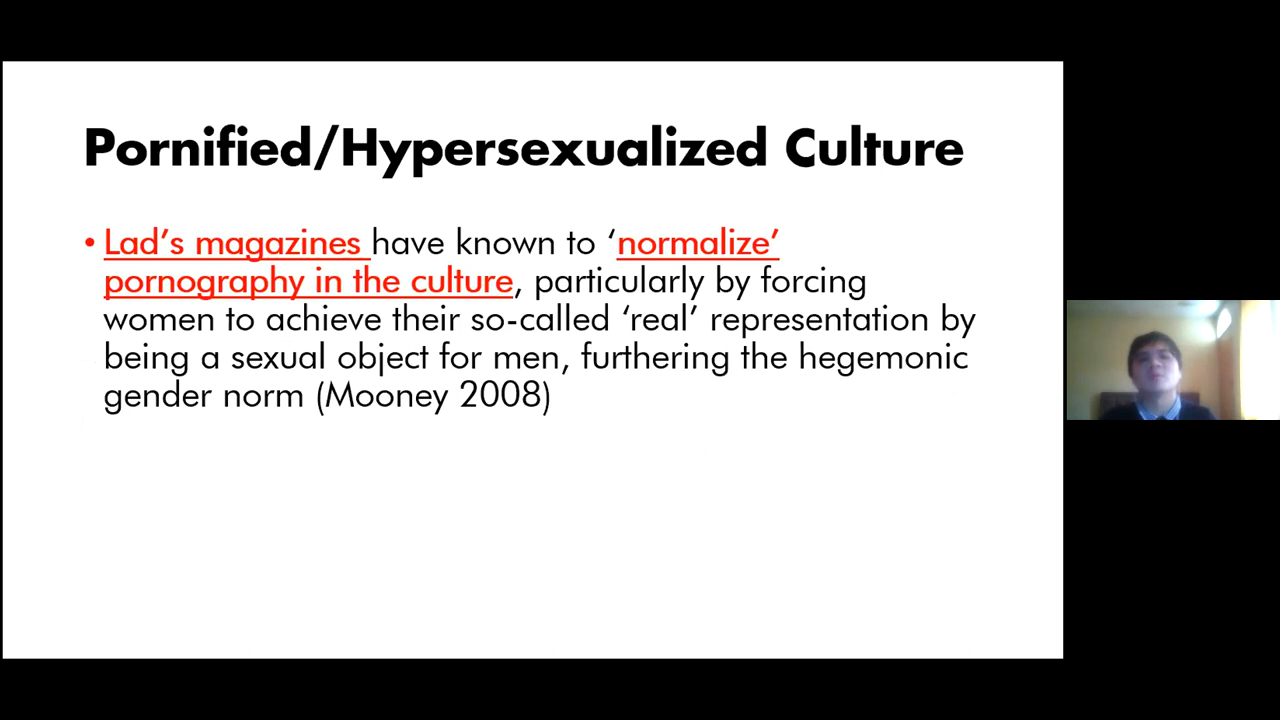 Pornified/Hypersexualized Culture
• Lad’s magazines have known to ‘normalize’
pornography in the culture, particularly by forcing
women to achieve their so-called ‘real’ representation by
being a sexual object for men, furthering the hegemonic
gender norm (Mooney 2008)